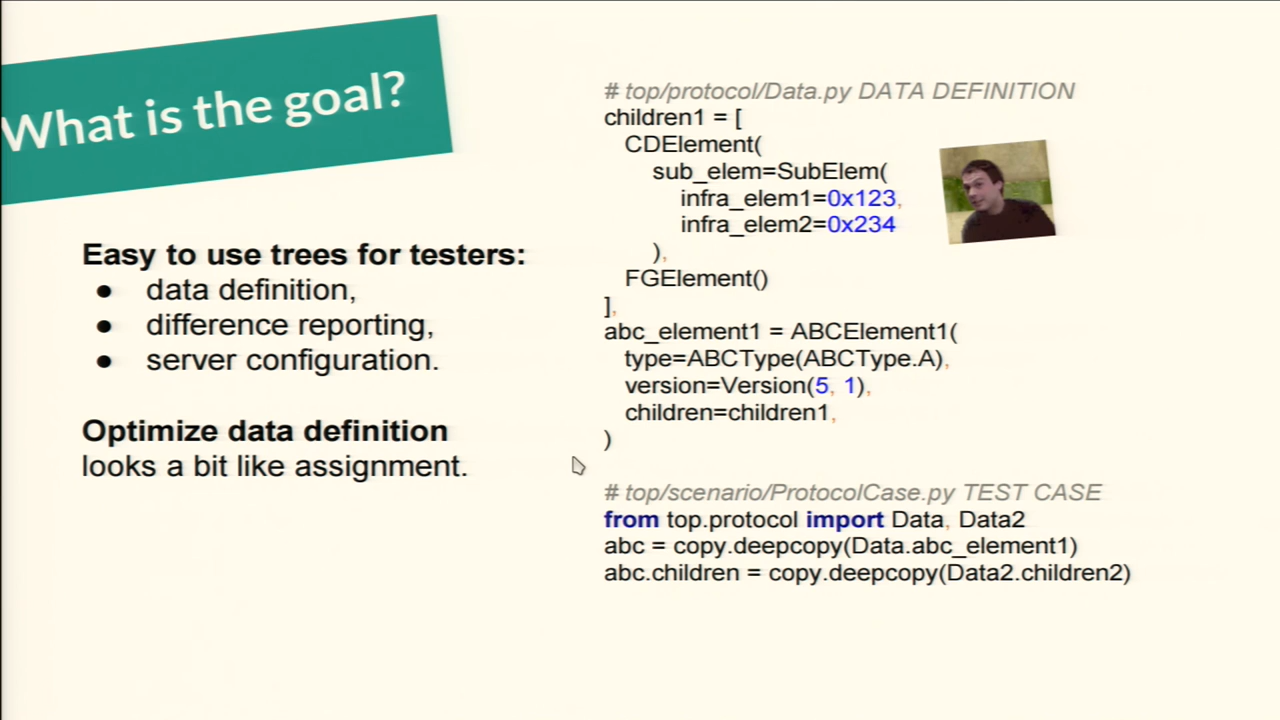 What is the goal?
Easy to use trees for testers:
● data definition,
● difference reporting,
● server configuration.
Optimize data definition
looks a bit like assignment.
# top/protocol/Data.py DATA DEFINITION
children1 = [
CDElement(
sub_elem=SubElem(
infra_elem1=0x123,
infra_elem2=0x234
),
FGElement()
],
abc_element1 = ABCElement1(
type=ABCType(ABCType.A),
version=Version(5, 1),
children=children1,
)
# top/scenario/ProtocolCase.py TEST CASE
from top.protocol import Data, Data2
abc = copy.deepcopy(Data.abc_element1)
abc.children = copy.deepcopy(Data2.children2)